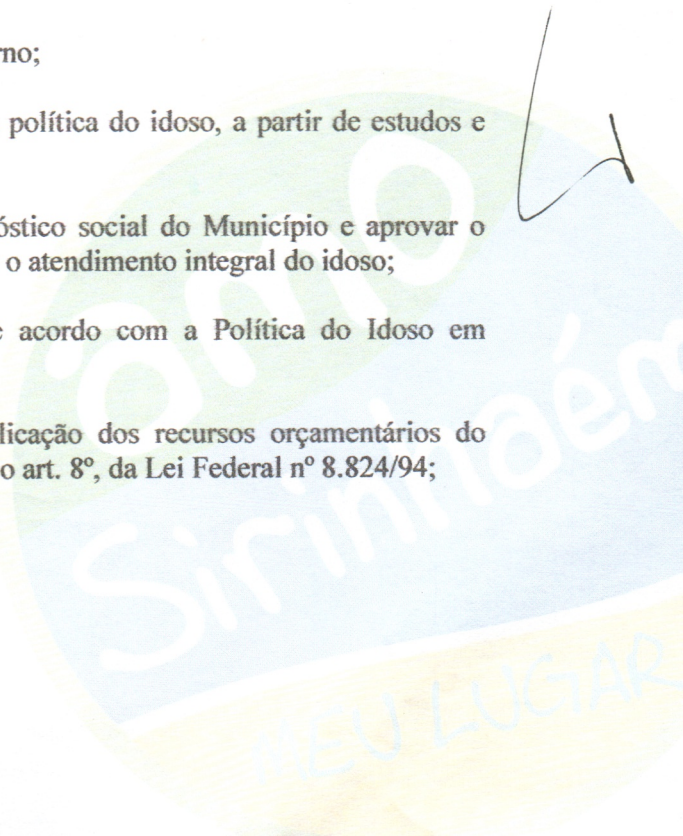 rno;
política do idoso, a partir de estudos e
óstico social do Município e aprovar o
o atendimento integral do idoso;
e acordo com a Política do Idoso em
licação dos recursos orçamentários do
o art. 8º, da Lei Federal nº 8.824/94;
amo
Sirinhaém
MEU LUGAR